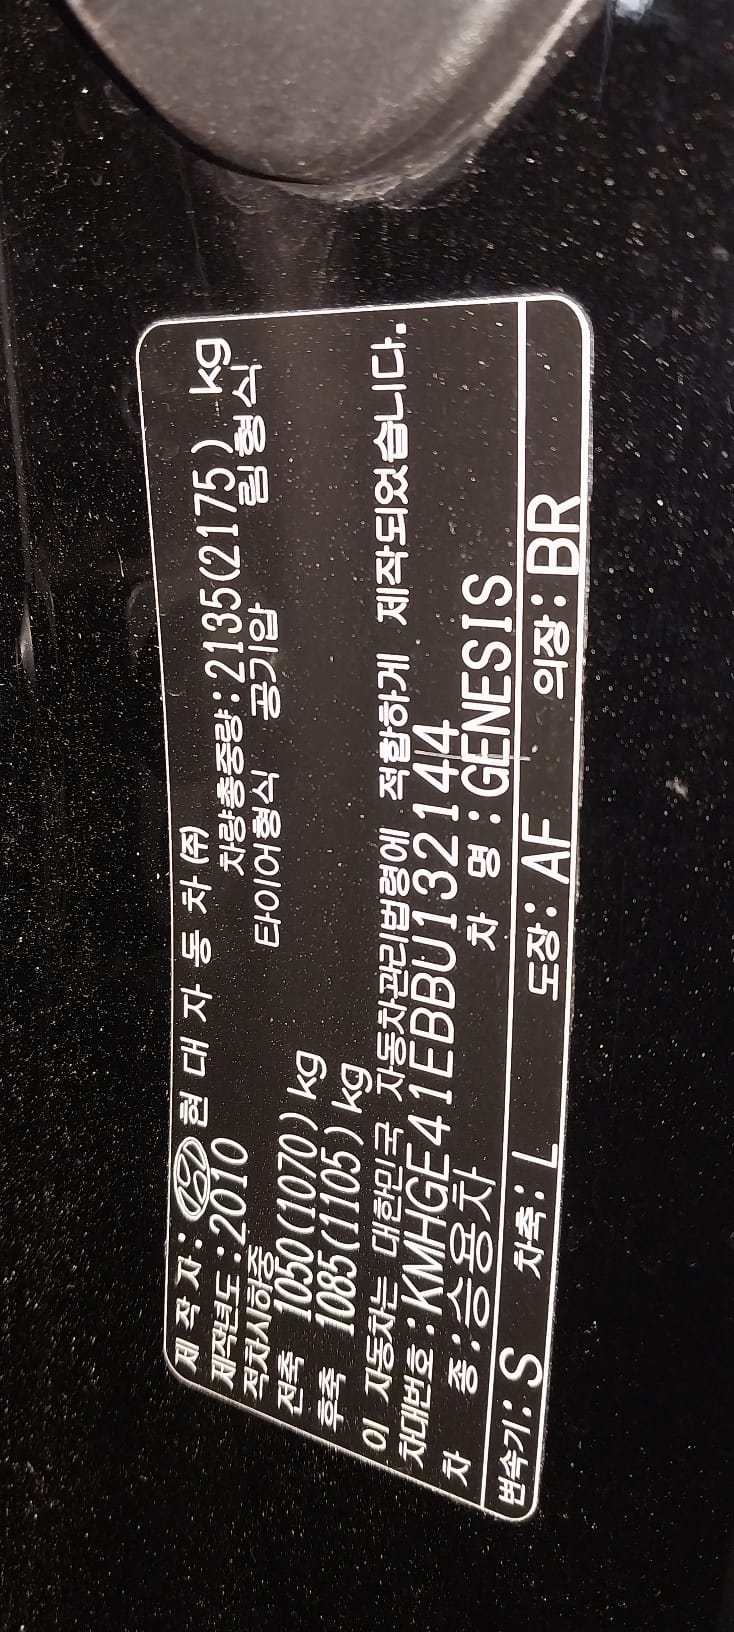 제 작 자 : 현 대 자 동 차 (주)
제작년도 : 2010 차량총중량 : 2135(2175) kg
적차시하중 타이어형식 공기압 림형식
전축 1050(1070) kg
후축 1085(1105) kg
이 자동차는 대한민국 자동차관리법령에 적합하게 제작되었습니다.
차대번호 : KMHGE41EBBU132144
차 종 : 승용차 차 명 : GENESIS
변속기 : S 차축 : L 도장 : AF 의장 : BR